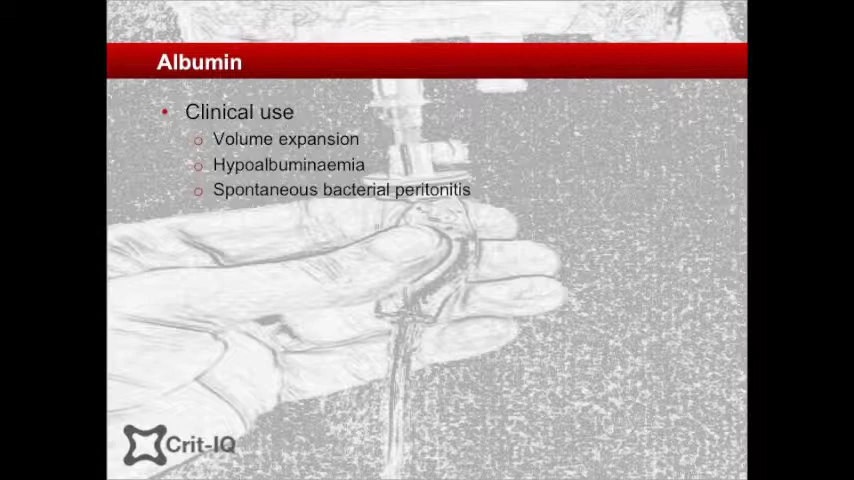 Albumin
• Clinical use
o Volume expansion
o Hypoalbuminaemia
o Spontaneous bacterial peritonitis
Crit-IQ